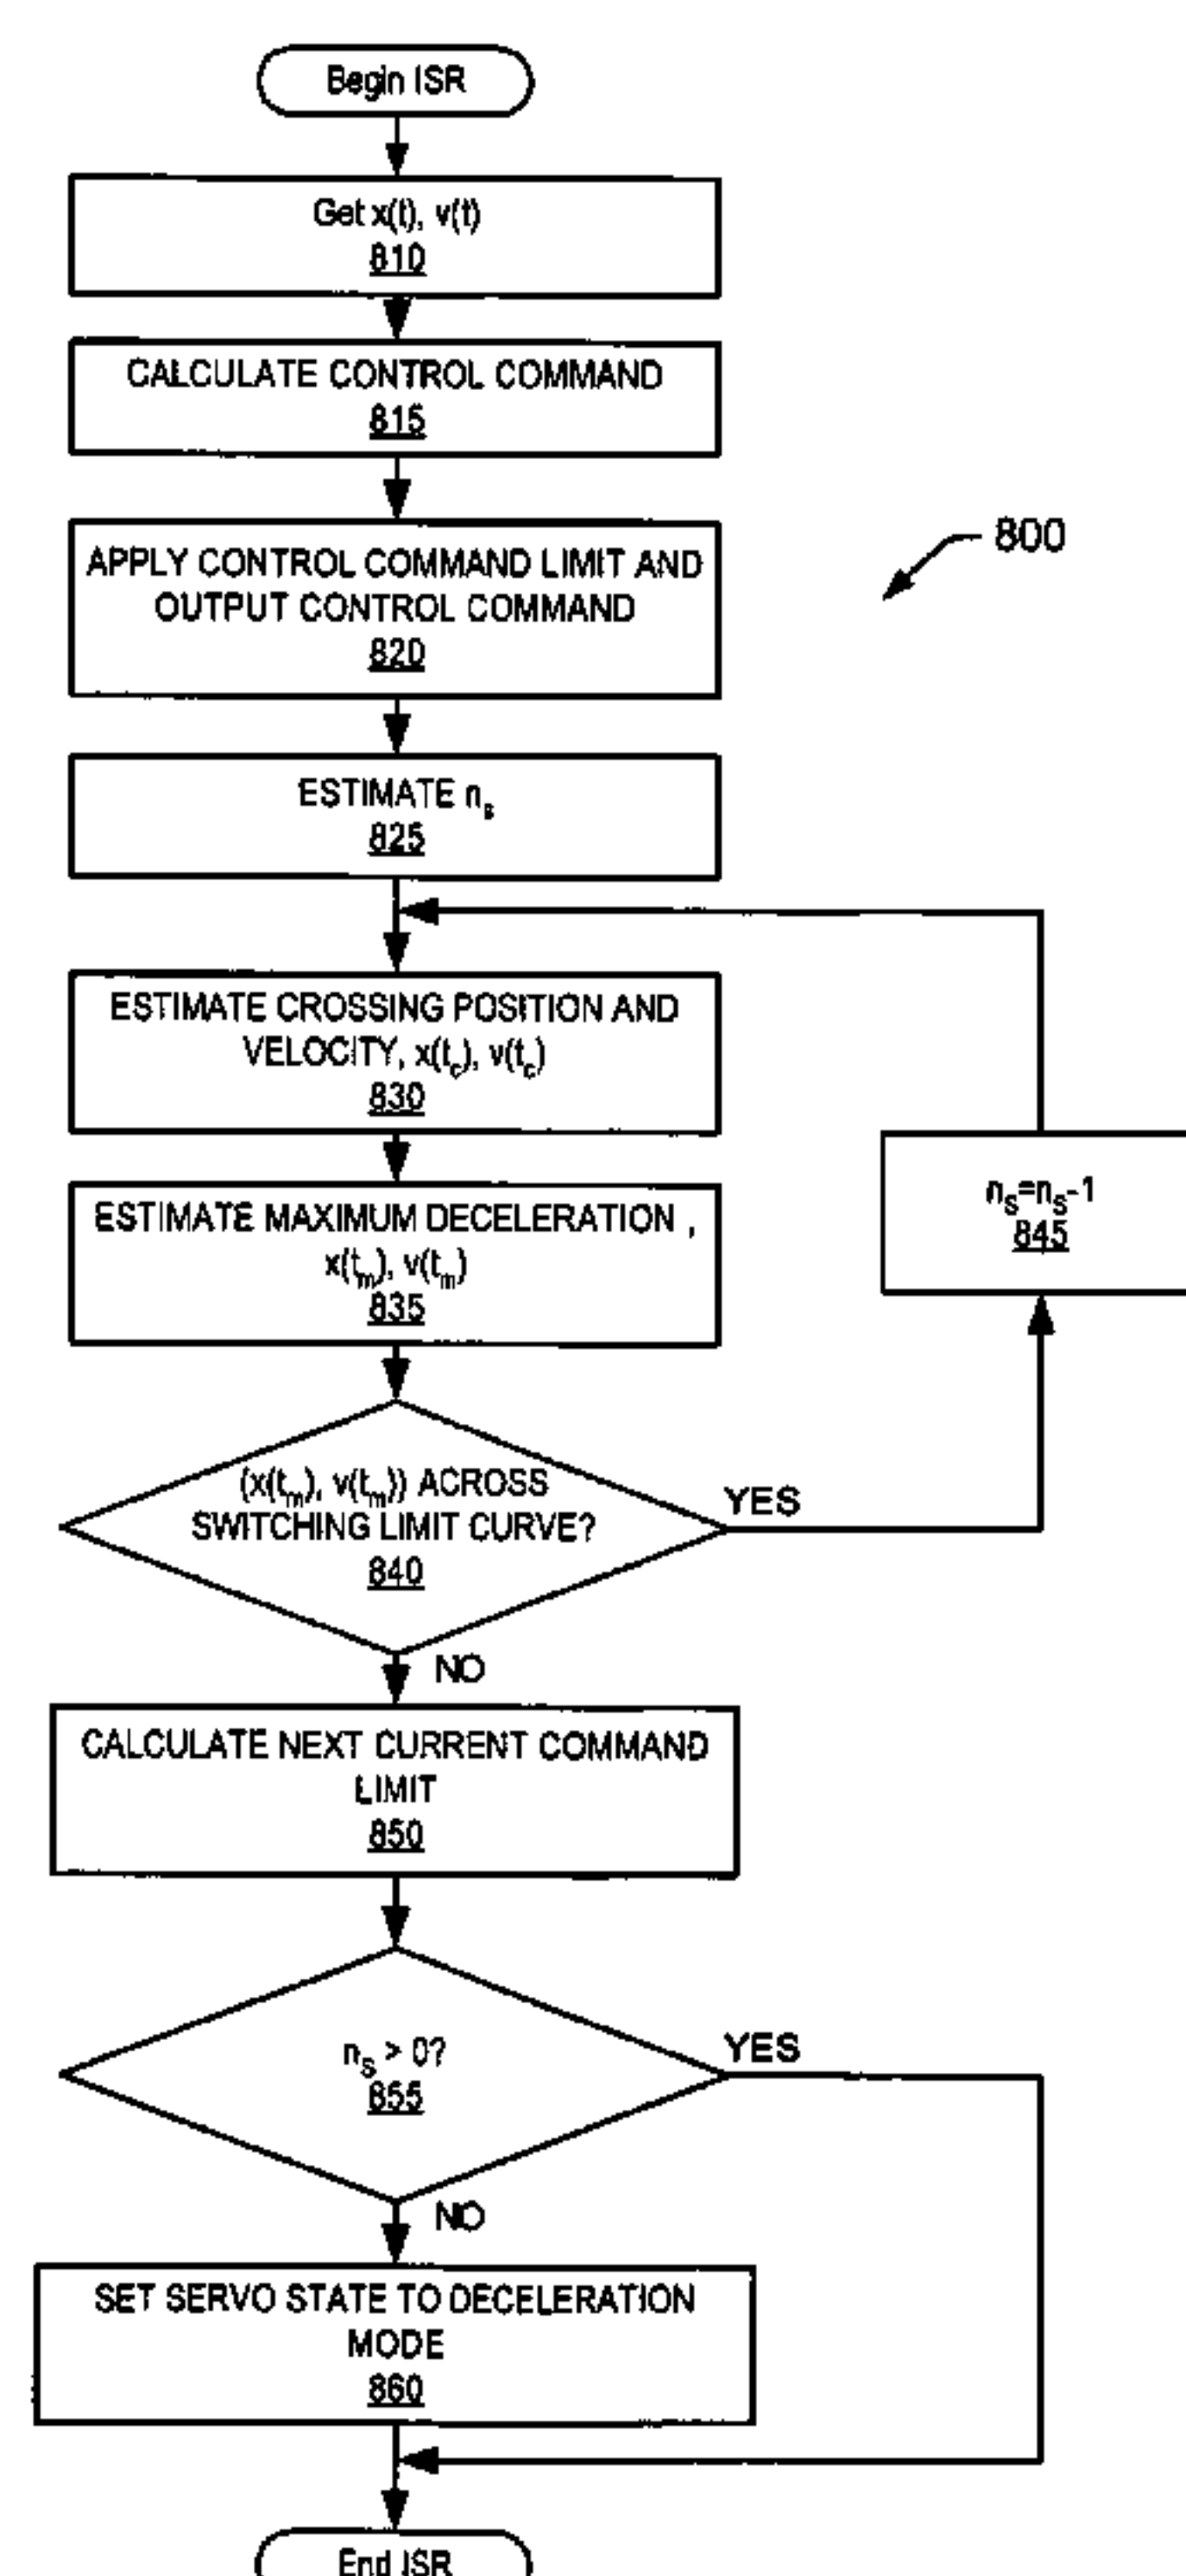 Begin ISR
Get x(t), v(t)
810
CALCULATE CONTROL COMMAND
815
800
APPLY CONTROL COMMAND LIMIT AND
OUTPUT CONTROL COMMAND
820
ESTIMATE nₛ
825
ESTIMATE CROSSING POSITION AND
VELOCITY, x(t_c), v(t_c)
830
ESTIMATE MAXIMUM DECELERATION ,
x(t_m), v(t_m)
835
n_S=n_S-1
845
(x(t_m), v(t_m)) ACROSS
SWITCHING LIMIT CURVE?
840
YES
NO
CALCULATE NEXT CURRENT COMMAND
LIMIT
850
n_S > 0?
855
YES
NO
SET SERVO STATE TO DECELERATION
MODE
860
End ISR